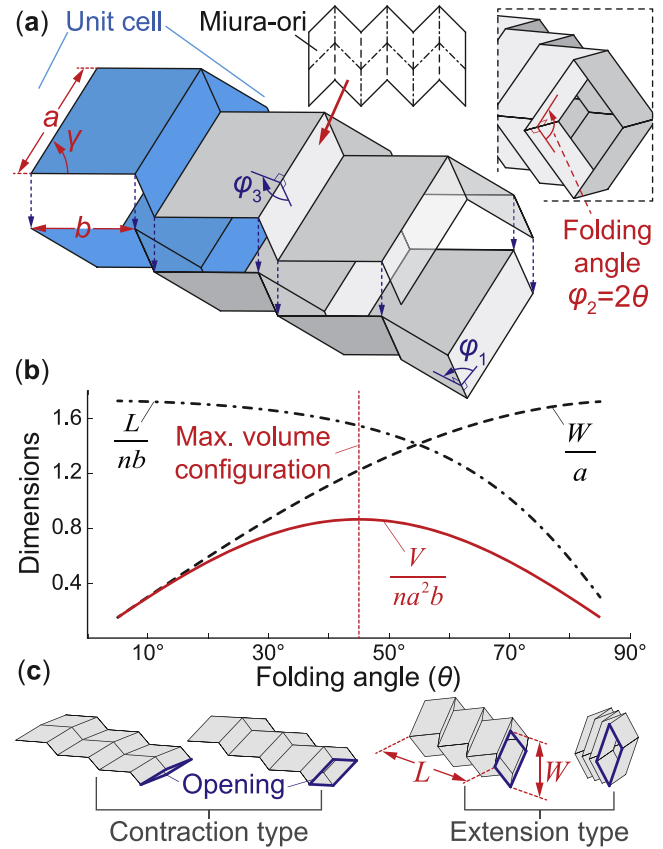 (a)
Unit cell
Miura-ori
a
γ
b
φ3
φ1
Folding
angle
φ2=2θ
(b)
Dimensions
1.6
1.2
0.8
0.4
L
nb
Max. volume
configuration
W
a
V
na²b
10° 30° 50° 70° 90°
Folding angle (θ)
(c)
Opening
L
W
Contraction type
Extension type